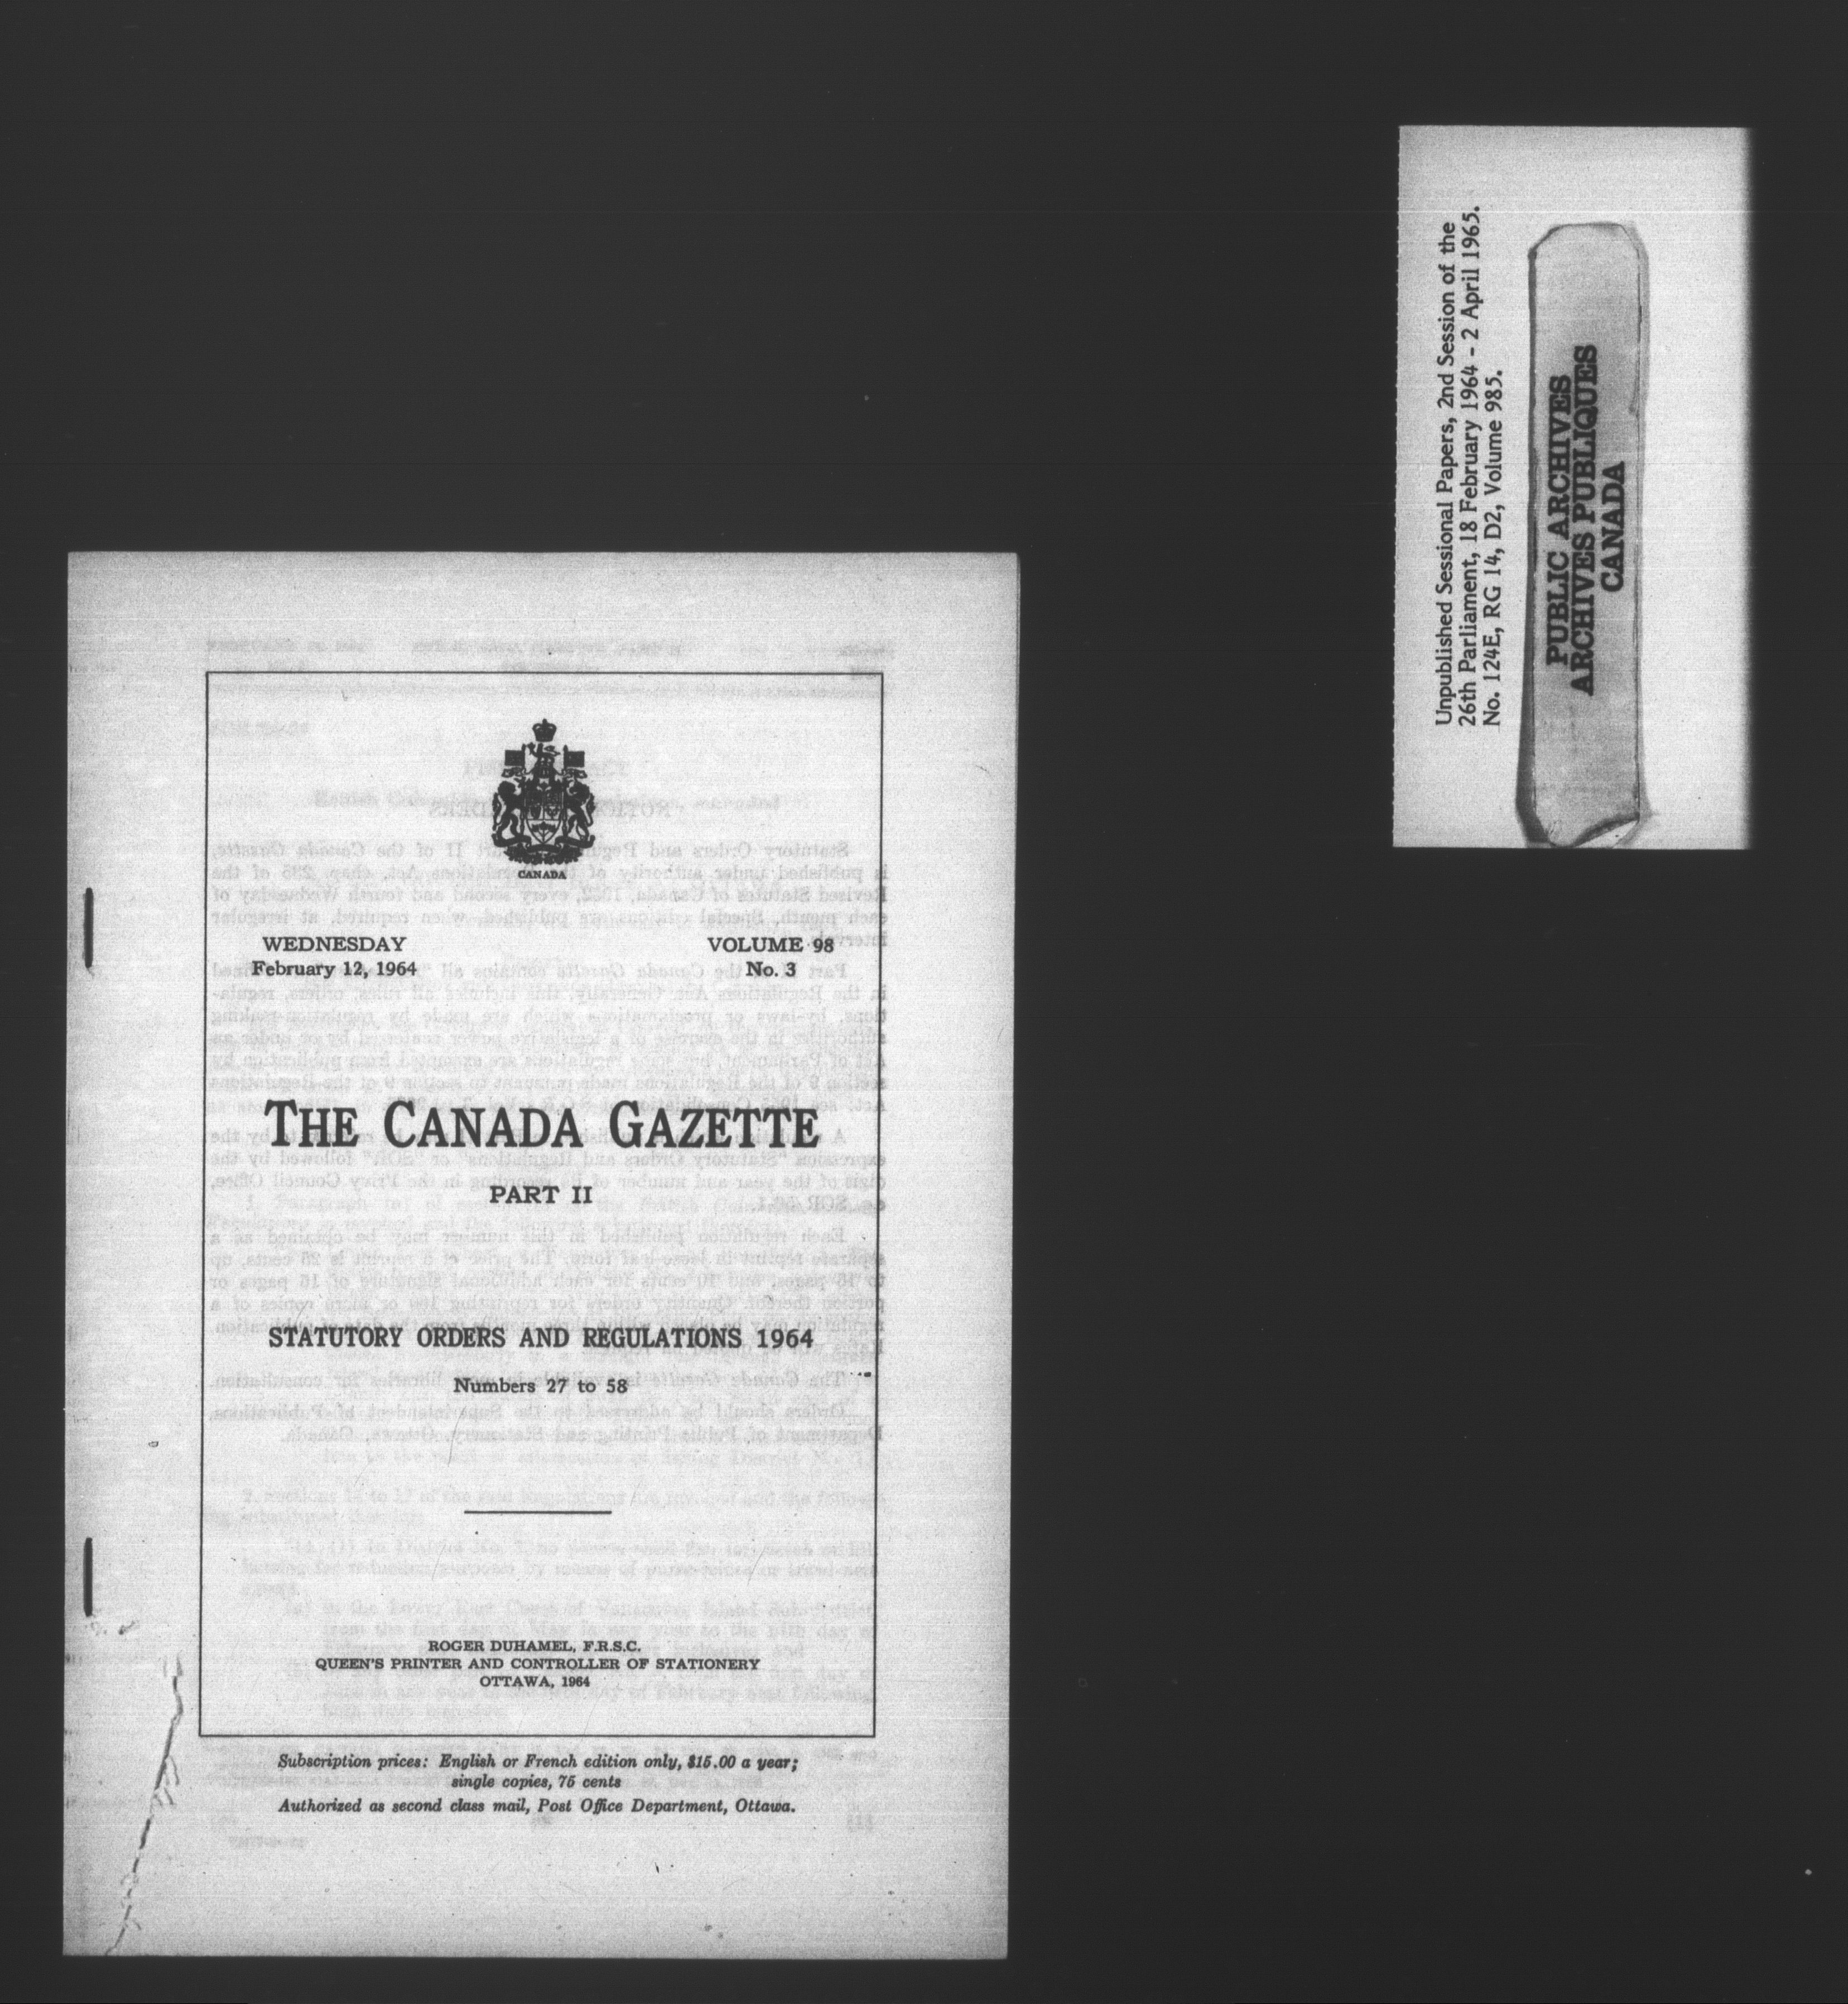 CANADA
WEDNESDAY
February 12, 1964
VOLUME 98
No. 3
THE CANADA GAZETTE
PART II
STATUTORY ORDERS AND REGULATIONS 1964
Numbers 27 to 58
ROGER DUHAMEL, F.R.S.C.
QUEEN'S PRINTER AND CONTROLLER OF STATIONERY
OTTAWA, 1964
Subscription prices: English or French edition only, $15.00 a year;
single copies, 75 cents
Authorized as second class mail, Post Office Department, Ottawa.
Unpublished Sessional Papers, 2nd Session of the
26th Parliament, 18 February 1964 - 2 April 1965.
No. 124E, RG 14, D2, Volume 985.
PUBLIC ARCHIVES
ARCHIVES PUBLIQUES
CANADA